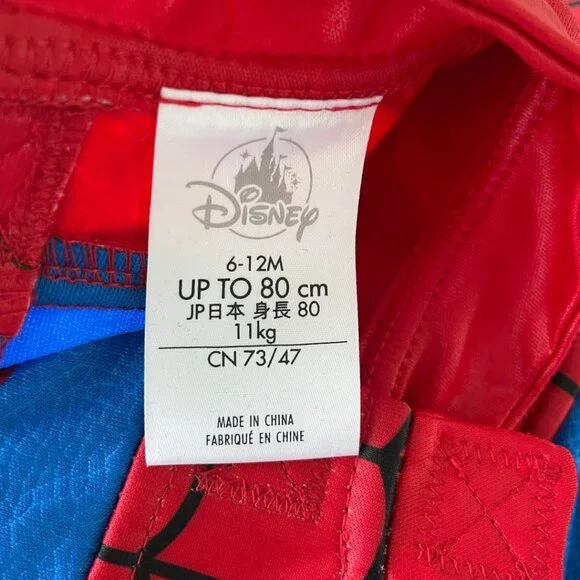 DISNEY
6-12M
UP TO 80 cm
JP日本 身長 80
11kg
CN 73/47
MADE IN CHINA
FABRIQUÉ EN CHINE